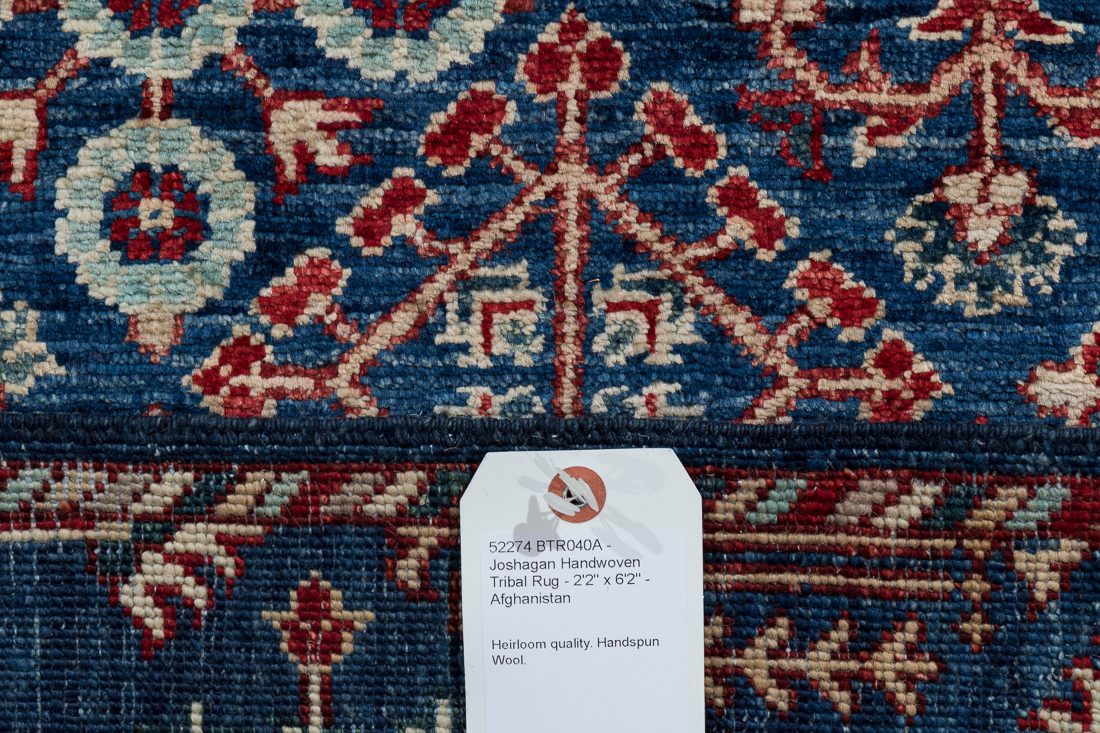 52274 BTR040A -
Joshagan Handwoven
Tribal Rug - 2'2" x 6'2" -
Afghanistan
Heirloom quality. Handspun
Wool.